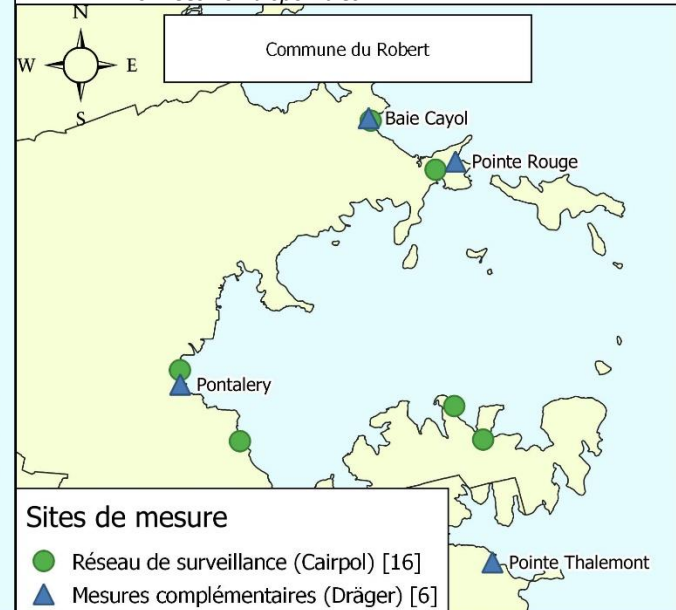 Commune du Robert
N
W E
S
Baie Cayol
Pointe Rouge
Pontalery
Sites de mesure
Réseau de surveillance (Cairpol) [16]
Pointe Thalemont
Mesures complémentaires (Dräger) [6]